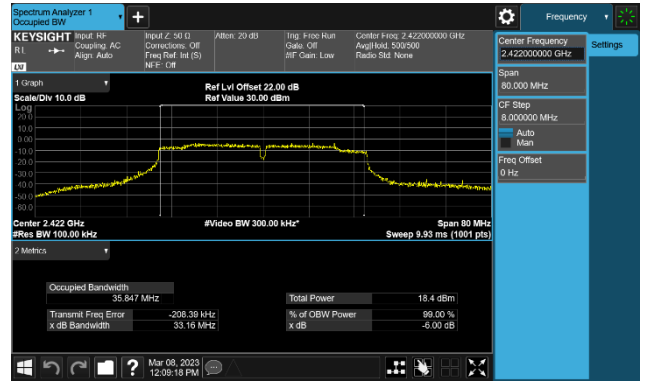 Spectrum Analyzer 1
Occupied BW
Frequency
KEYSIGHT
Input: RF
Input Z: 50 Ω
Atten: 20 dB
Trig: Free Run
Center Freq: 2.422000000 GHz
R L
Coupling: AC
Corrections: Off
Gate: Off
Avg|Hold: 500/500
Align: Auto
Freq Ref: Int (S)
#IF Gain: Low
Radio Std: None
NFE: Off
LXI
Center Frequency
2.422000000 GHz
Settings
Span
80.000 MHz
CF Step
8.000000 MHz
Auto
Man
Freq Offset
0 Hz
1 Graph
Ref Lvl Offset 22.00 dB
Scale/Div 10.0 dB
Ref Value 30.00 dBm
Log
20.0
10.0
0.00
-10.0
-20.0
-30.0
-40.0
-50.0
-60.0
Center 2.422 GHz
#Video BW 300.00 kHz*
Span 80 MHz
#Res BW 100.00 kHz
Sweep 9.93 ms (1001 pts)
2 Metrics
Occupied Bandwidth
35.847 MHz
Total Power
18.4 dBm
Transmit Freq Error
-208.39 kHz
% of OBW Power
99.00 %
x dB Bandwidth
33.16 MHz
x dB
-6.00 dB
?
Mar 08, 2023
12:09:18 PM